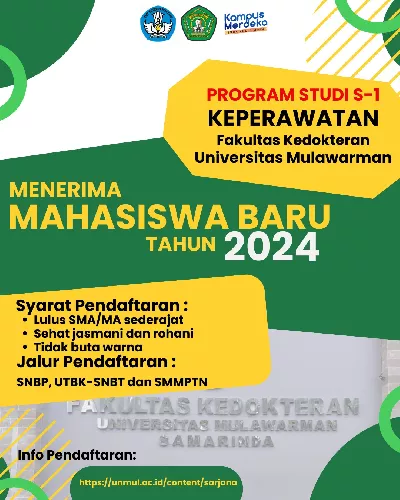 Kampus
Merdeka
PROGRAM STUDI S-1
KEPERAWATAN
Fakultas Kedokteran
Universitas Mulawarman
MENERIMA
MAHASISWA BARU
TAHUN 2024
Syarat Pendaftaran :
• Lulus SMA/MA sederajat
• Sehat jasmani dan rohani
• Tidak buta warna
Jalur Pendaftaran :
SNBP, UTBK-SNBT dan SMMPTN
FAKULTAS KEDOKTERAN
UNIVERSITAS MULAWARMAN
SAMARINDA
Info Pendaftaran:
https://unmul.ac.id/content/sarjana